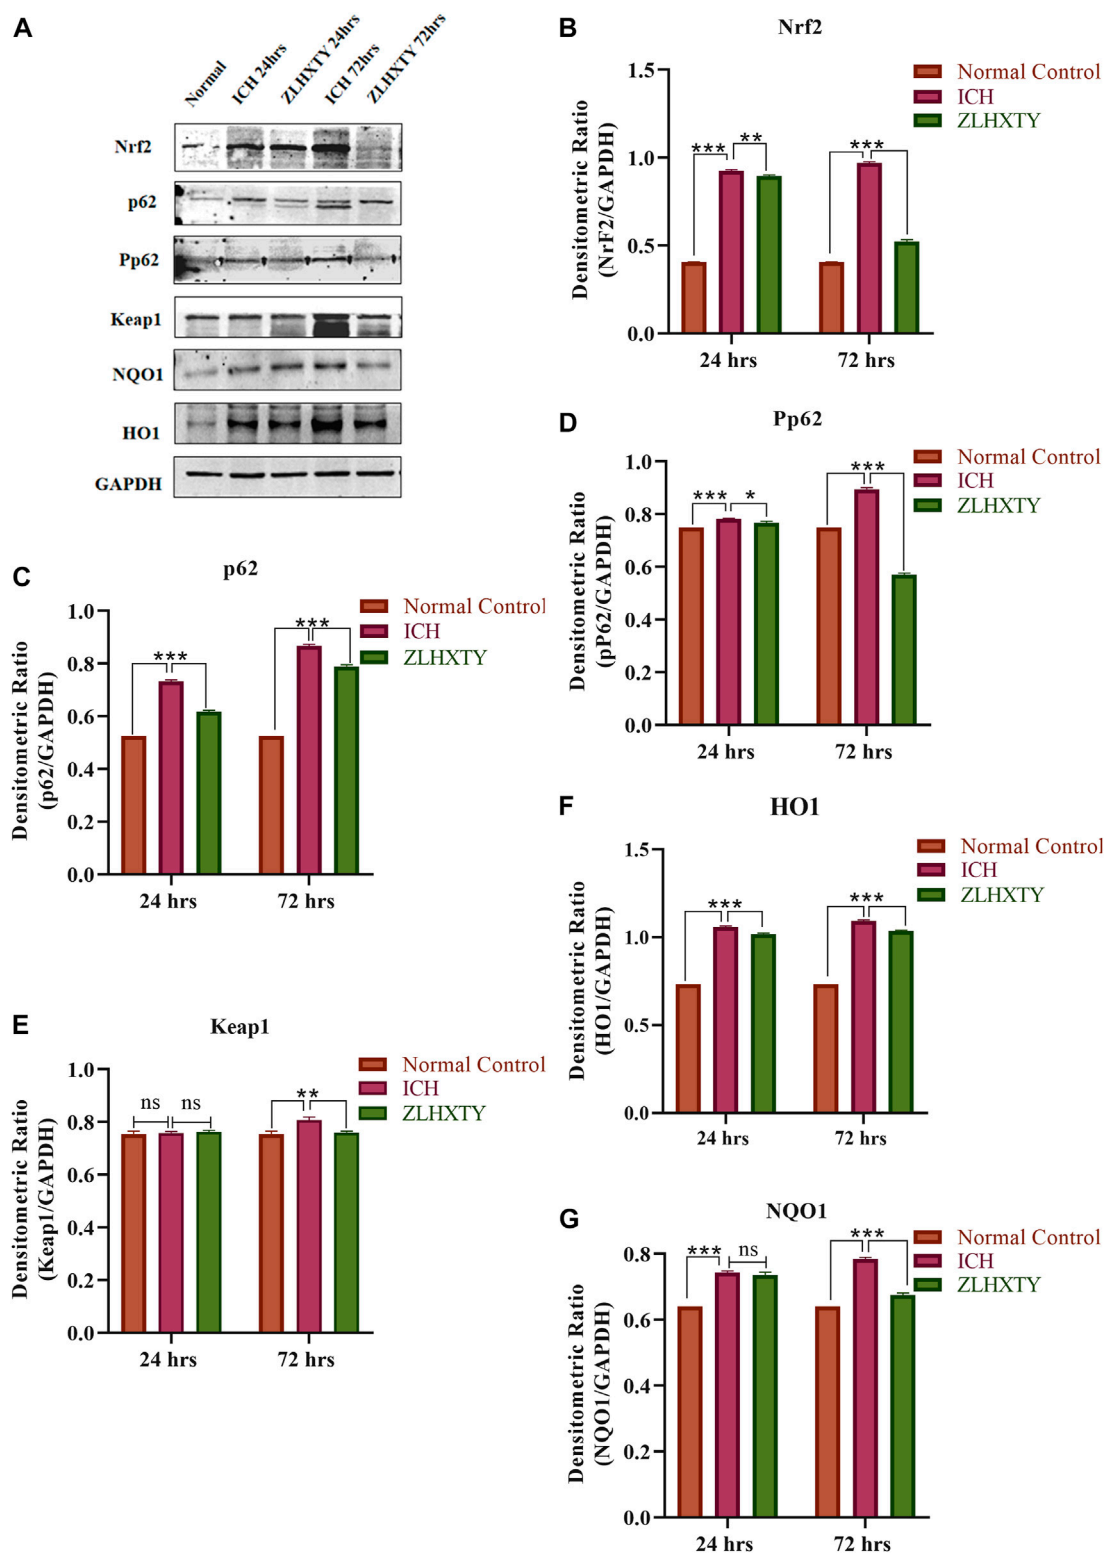 A
Normal
ICH 24hrs
ZLHXTY 24hrs
ICH 72hrs
ZLHXTY 72hrs
Nrf2
p62
Pp62
Keap1
NQO1
HO1
GAPDH
B
Nrf2
Densitometric Ratio
(NrF2/GAPDH)
1.5
1.0
0.5
0.0
***
**
***
24 hrs
72 hrs
Normal Control
ICH
ZLHXTY
C
p62
Densitometric Ratio
(p62/GAPDH)
1.0
0.8
0.6
0.4
0.2
0.0
***
***
24 hrs
72 hrs
Normal Control
ICH
ZLHXTY
D
Pp62
Densitometric Ratio
(pP62/GAPDH)
1.0
0.8
0.6
0.4
0.2
0.0
***
*
***
24 hrs
72 hrs
Normal Control
ICH
ZLHXTY
E
Keap1
Densitometric Ratio
(Keap1/GAPDH)
1.0
0.8
0.6
0.4
0.2
0.0
ns
ns
**
24 hrs
72 hrs
Normal Control
ICH
ZLHXTY
F
HO1
Densitometric Ratio
(HO1/GAPDH)
1.5
1.0
0.5
0.0
***
***
24 hrs
72 hrs
Normal Control
ICH
ZLHXTY
G
NQO1
Densitometric Ratio
(NQO1/GAPDH)
0.8
0.6
0.4
0.2
0.0
***
ns
***
24 hrs
72 hrs
Normal Control
ICH
ZLHXTY